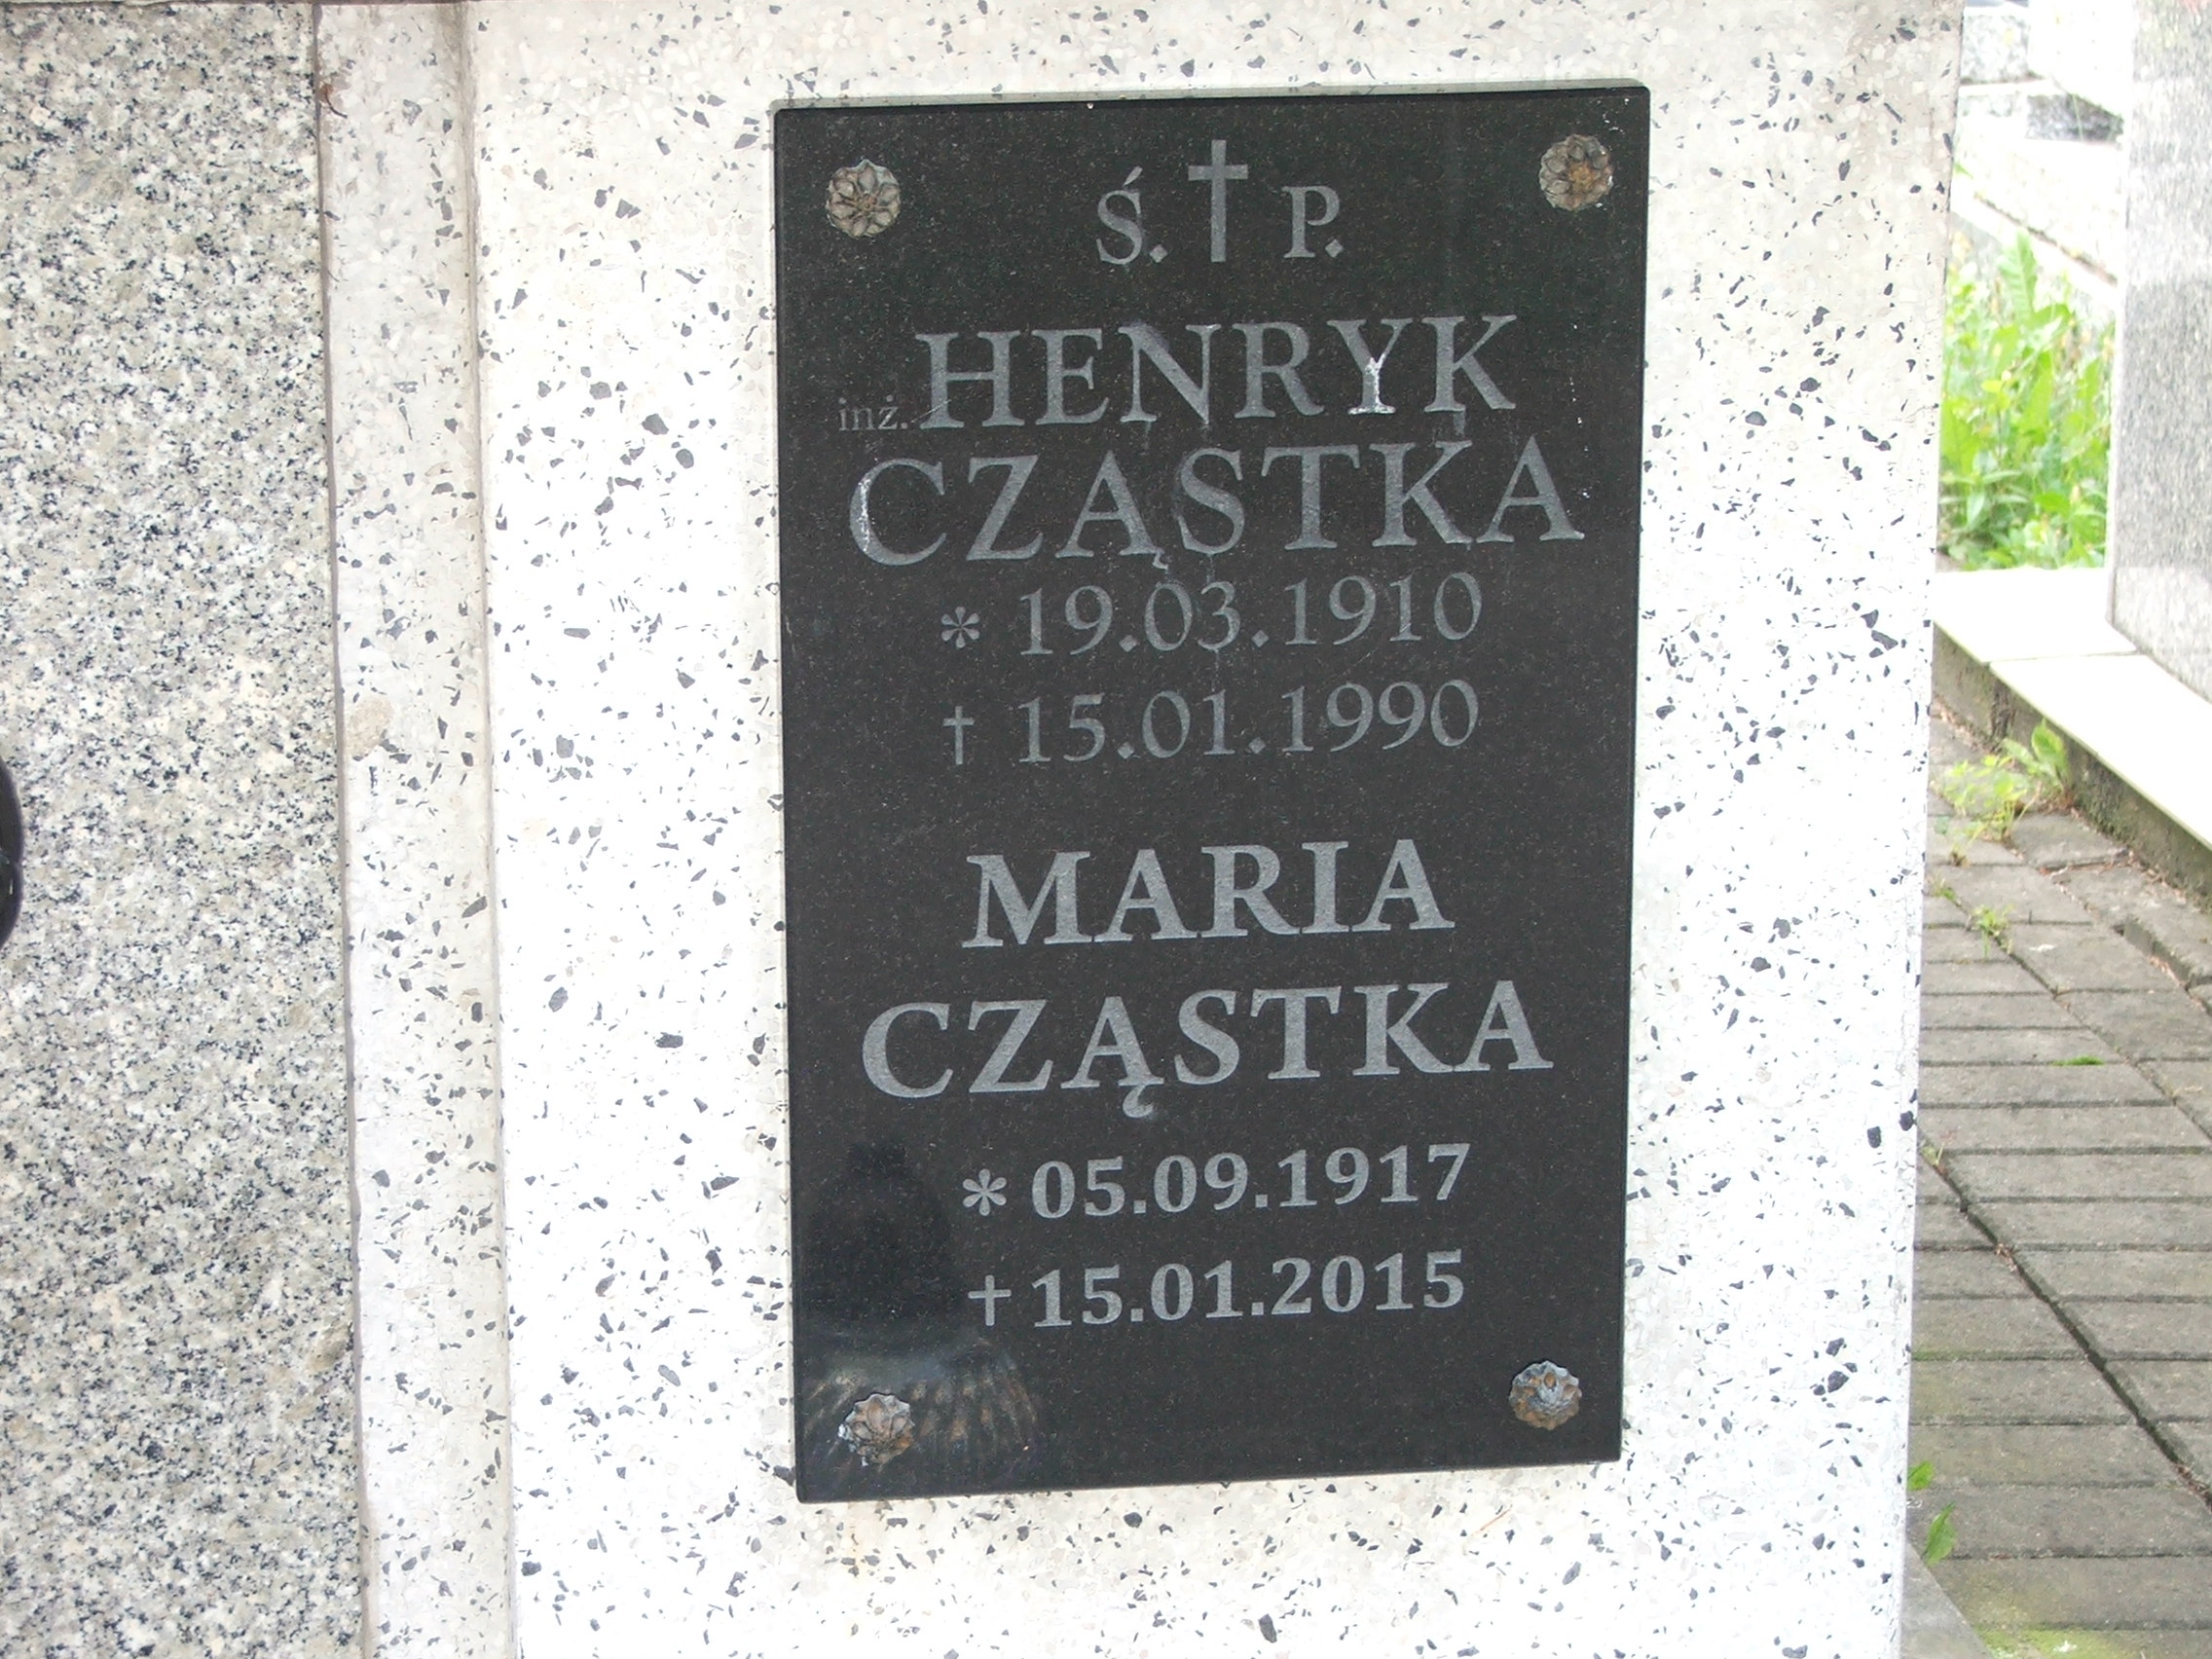 Ś. † P.
inż. HENRYK
CZĄSTKA
* 19.03.1910
† 15.01.1990
MARIA
CZĄSTKA
* 05.09.1917
† 15.01.2015